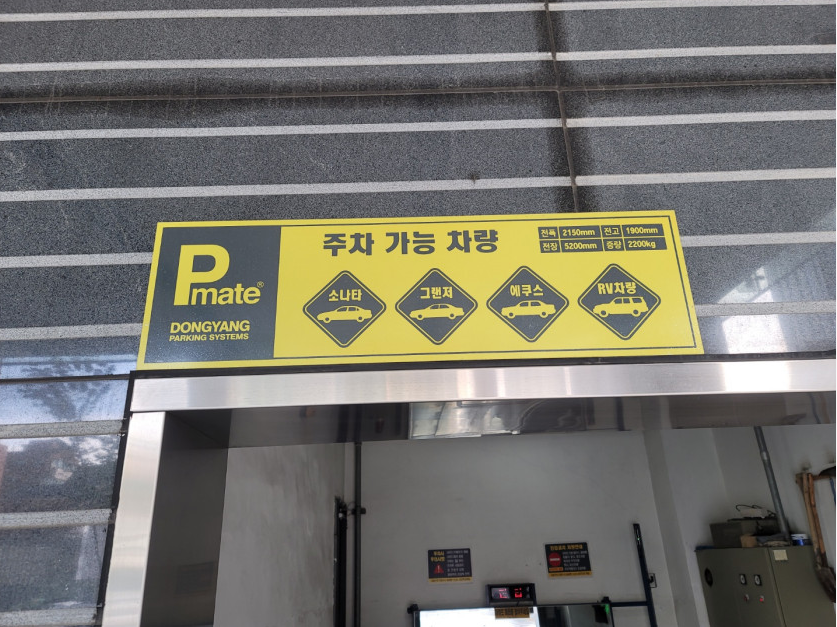 Pmate®
DONGYANG
PARKING SYSTEMS
주차 가능 차량
전폭 2150mm 전고 1900mm
전장 5200mm 중량 2200kg
소나타 그랜저 에쿠스 RV차량